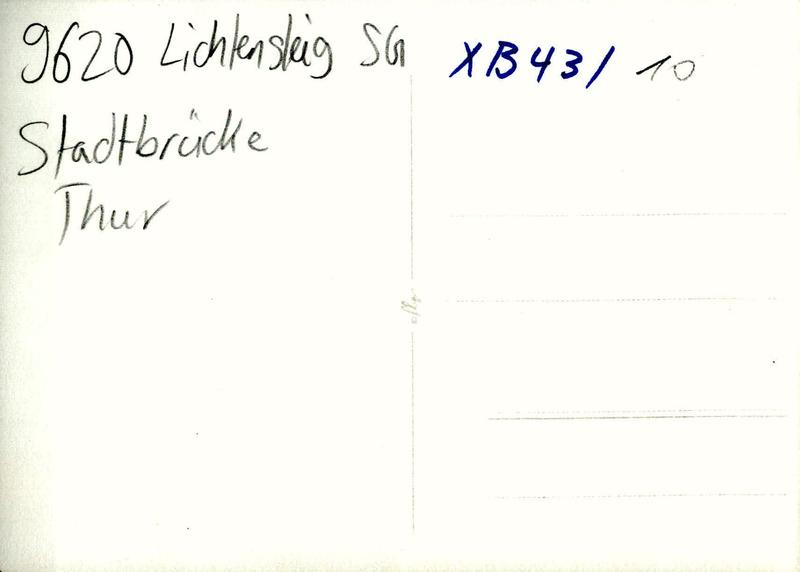 9620 Lichtensteig SG
XB43/ 10
Stadtbrücke
Thur